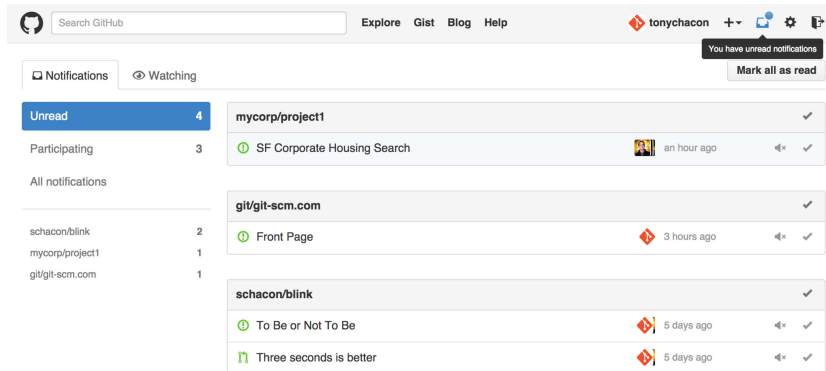 Search GitHub Explore Gist Blog Help tonychacon
You have unread notifications
Notifications Watching Mark all as read
Unread 4
Participating 3
All notifications
schacon/blink 2
mycorp/project1 1
git/git-scm.com 1
mycorp/project1
SF Corporate Housing Search an hour ago
git/git-scm.com
Front Page 3 hours ago
schacon/blink
To Be or Not To Be 5 days ago
Three seconds is better 5 days ago